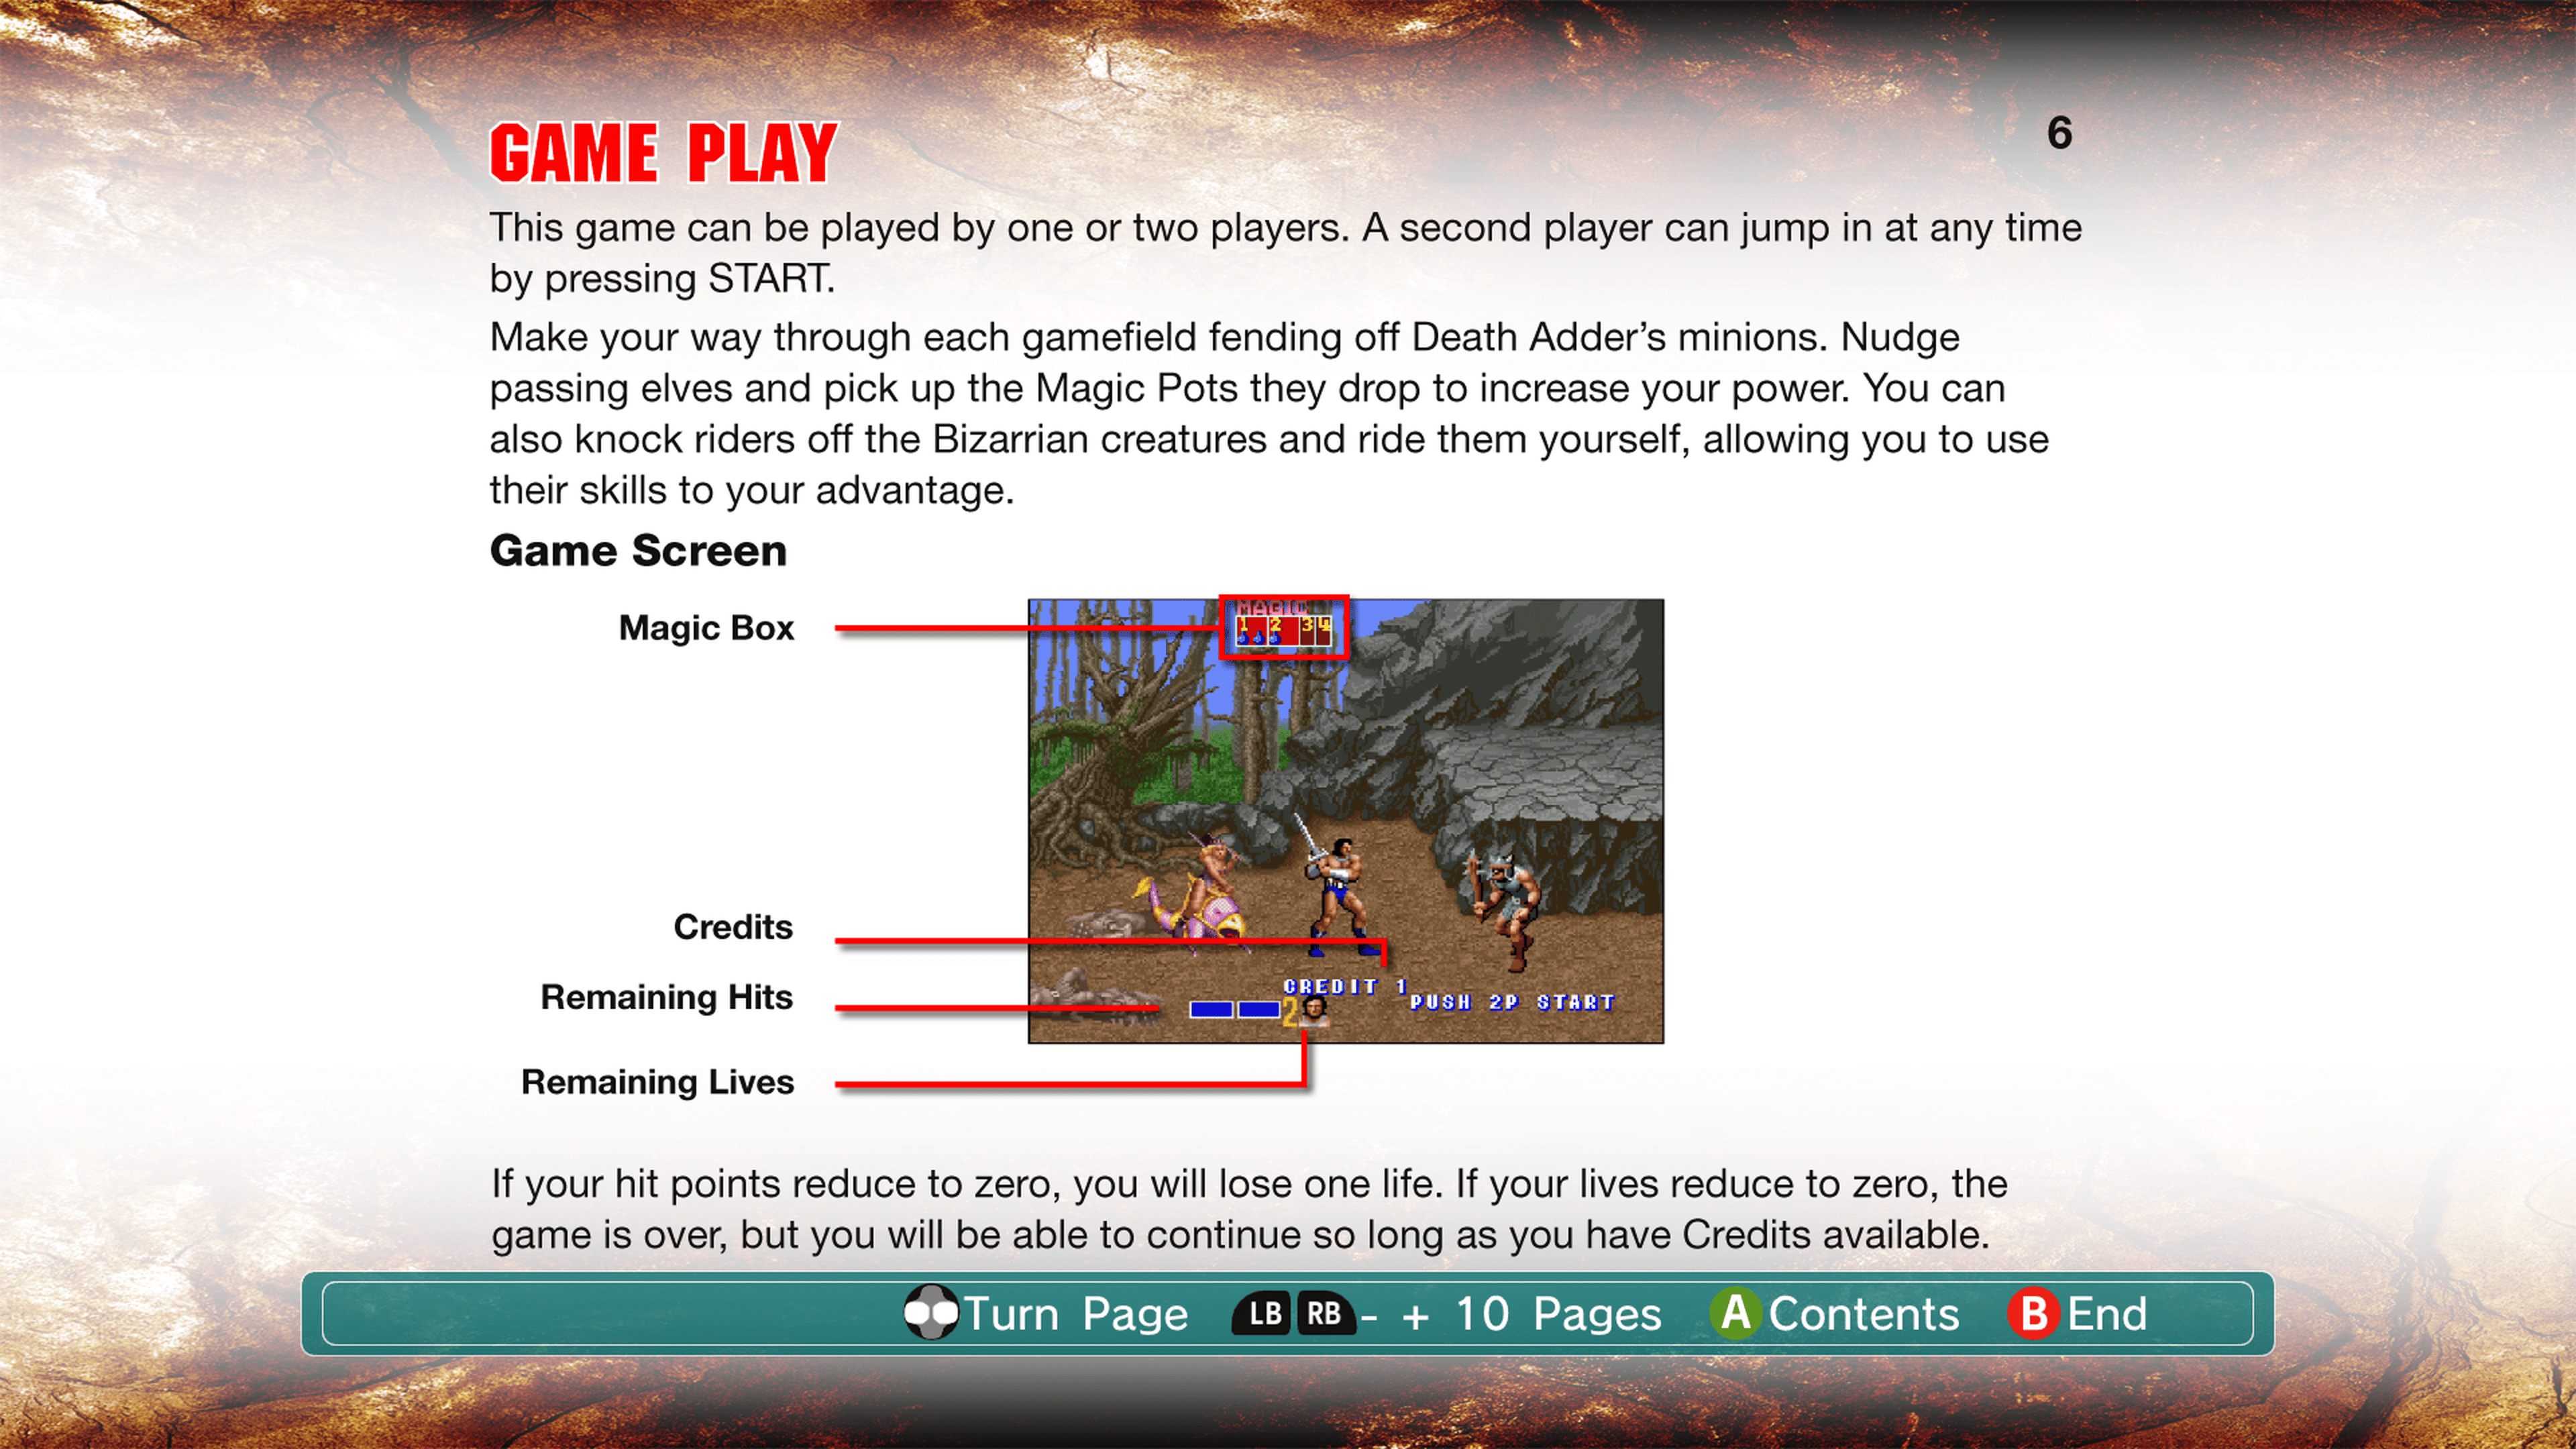 GAME PLAY
6
This game can be played by one or two players. A second player can jump in at any time
by pressing START.
Make your way through each gamefield fending off Death Adder’s minions. Nudge
passing elves and pick up the Magic Pots they drop to increase your power. You can
also knock riders off the Bizarrian creatures and ride them yourself, allowing you to use
their skills to your advantage.
Game Screen
MAGIC
Magic Box
1 2 3 4
Credits
CREDIT 1
Remaining Hits
PUSH 2P START
2
Remaining Lives
If your hit points reduce to zero, you will lose one life. If your lives reduce to zero, the
game is over, but you will be able to continue so long as you have Credits available.
Turn Page LB RB - + 10 Pages A Contents B End